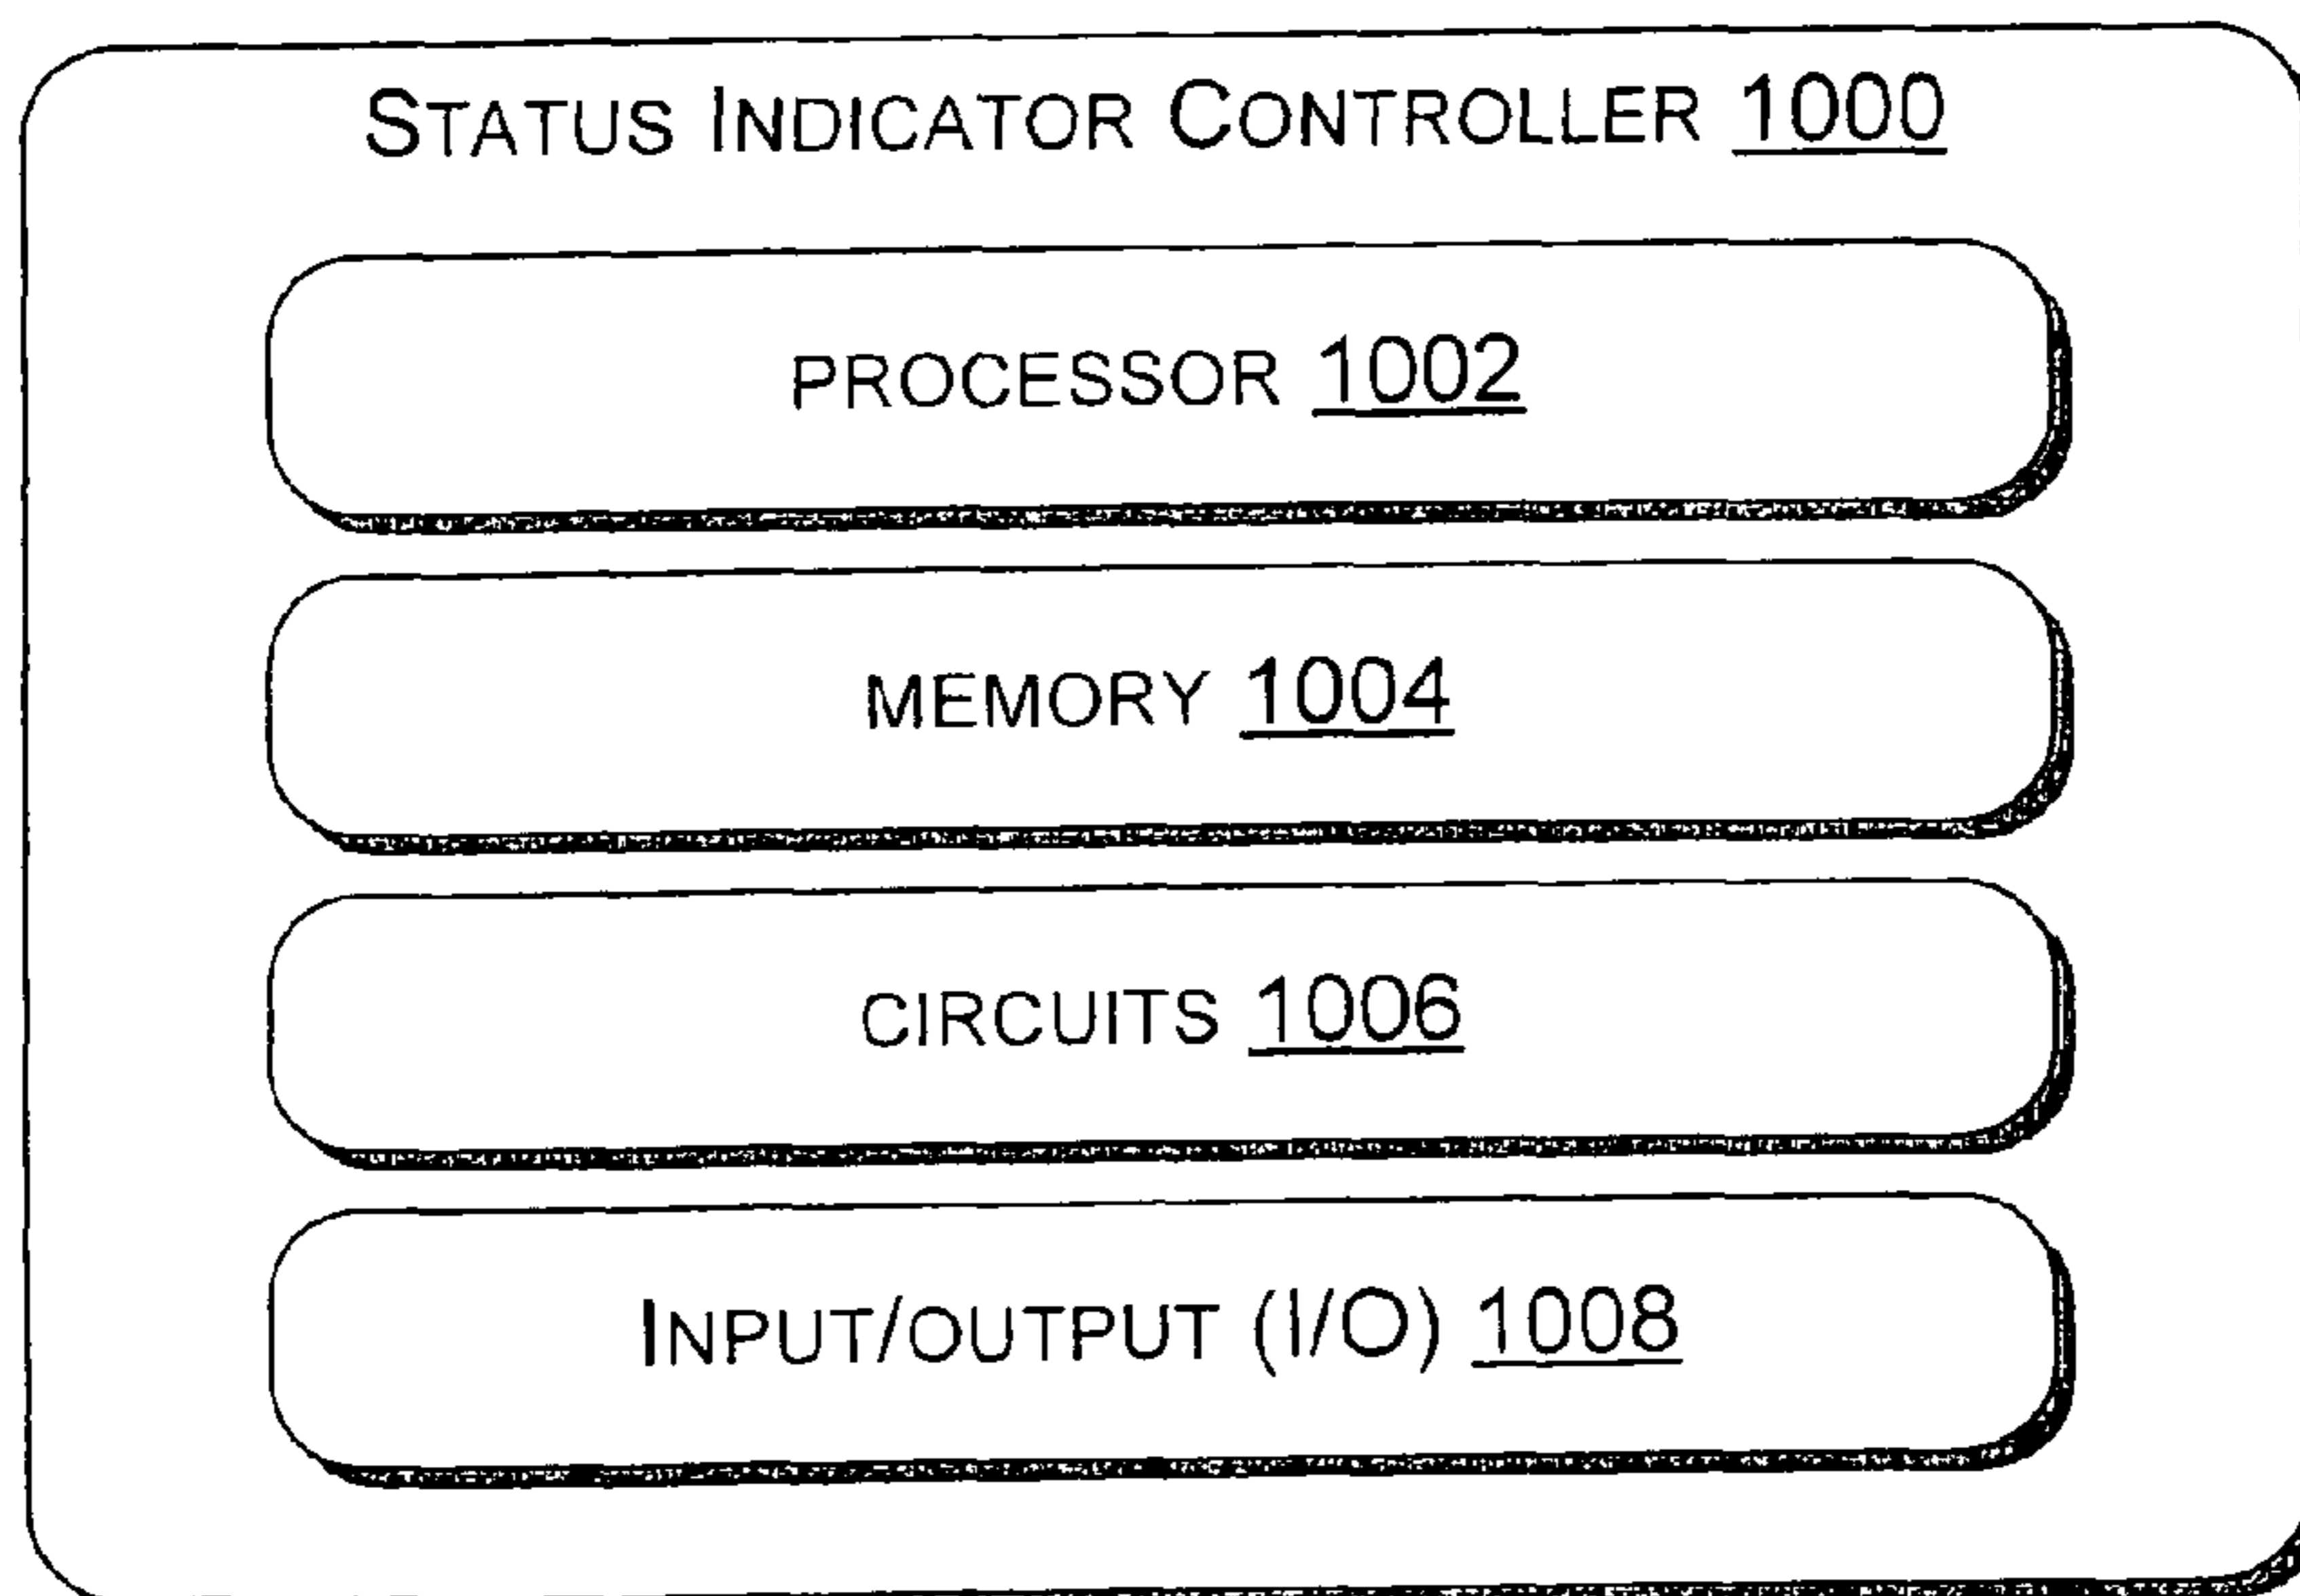 STATUS INDICATOR CONTROLLER 1000
PROCESSOR 1002
MEMORY 1004
CIRCUITS 1006
INPUT/OUTPUT (I/O) 1008